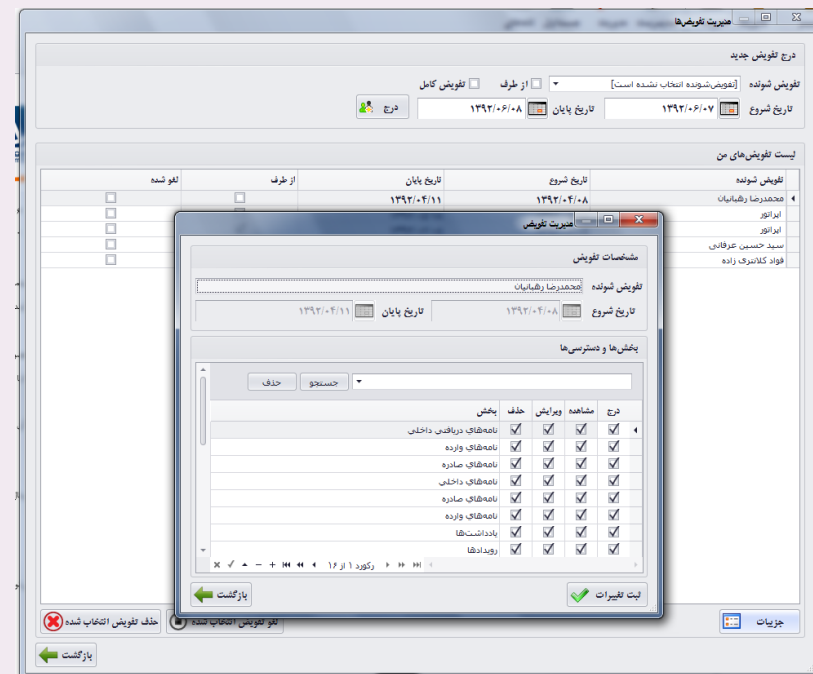 مدیریت تفویض‌ها
درج تفویض جدید
تفویض شونده [تفویض‌شونده انتخاب نشده است] از طرف تفویض کامل
تاریخ شروع ۱۳۹۲/۰۶/۰۷ تاریخ پایان ۱۳۹۲/۰۶/۰۸ درج
لیست تفویض‌های من
تفویض شونده تاریخ شروع تاریخ پایان از طرف لغو شده
محمدرضا رهبانیان ۱۳۹۲/۰۴/۰۸ ۱۳۹۲/۰۴/۱۱
اپراتور
اپراتور
سید حسین عرفانی
فواد کلانتری زاده
مدیریت تفویض
مشخصات تفویض
تفویض شونده محمدرضا رهبانیان
تاریخ شروع ۱۳۹۲/۰۴/۰۸ تاریخ پایان ۱۳۹۲/۰۴/۱۱
بخش‌ها و دسترسی‌ها
جستجو حذف
درج مشاهده ویرایش حذف بخش
نامه‌های دریافتی داخلی
نامه‌های وارده
نامه‌های صادره
نامه‌های داخلی
نامه‌های صادره
نامه‌های وارده
یادداشت‌ها
رویدادها
رکورد ۱ از ۱۶
ثبت تغییرات بازگشت
جزییات لغو تفویض انتخاب شده حذف تفویض انتخاب شده
بازگشت